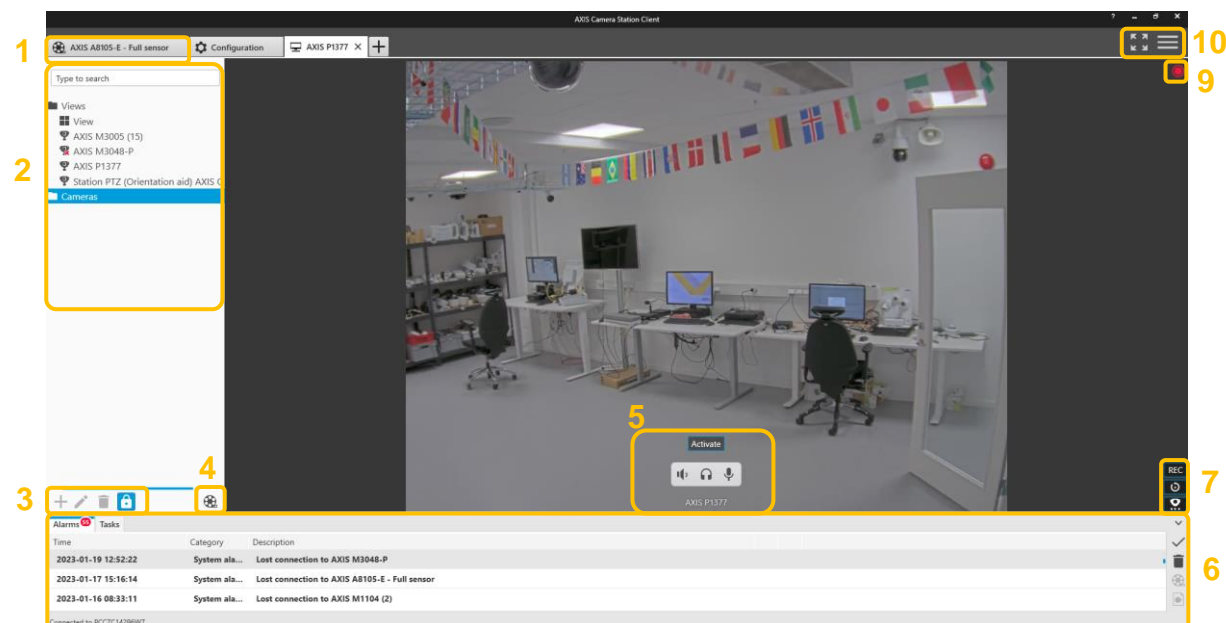 AXIS Camera Station Client
?
1
AXIS A8105-E - Full sensor
Configuration
AXIS P1377
10
9
2
Type to search
Views
View
AXIS M3005 (15)
AXIS M3048-P
AXIS P1377
Station PTZ (Orientation aid) AXIS
Cameras
5
Activate
AXIS P1377
4
3
7
REC
Alarms
Tasks
Time
Category
Description
2023-01-19 12:52:22
System ala...
Lost connection to AXIS M3048-P
2023-01-17 15:16:14
System ala...
Lost connection to AXIS A8105-E - Full sensor
2023-01-16 08:33:11
System ala...
Lost connection to AXIS M1104 (2)
6
Connected to